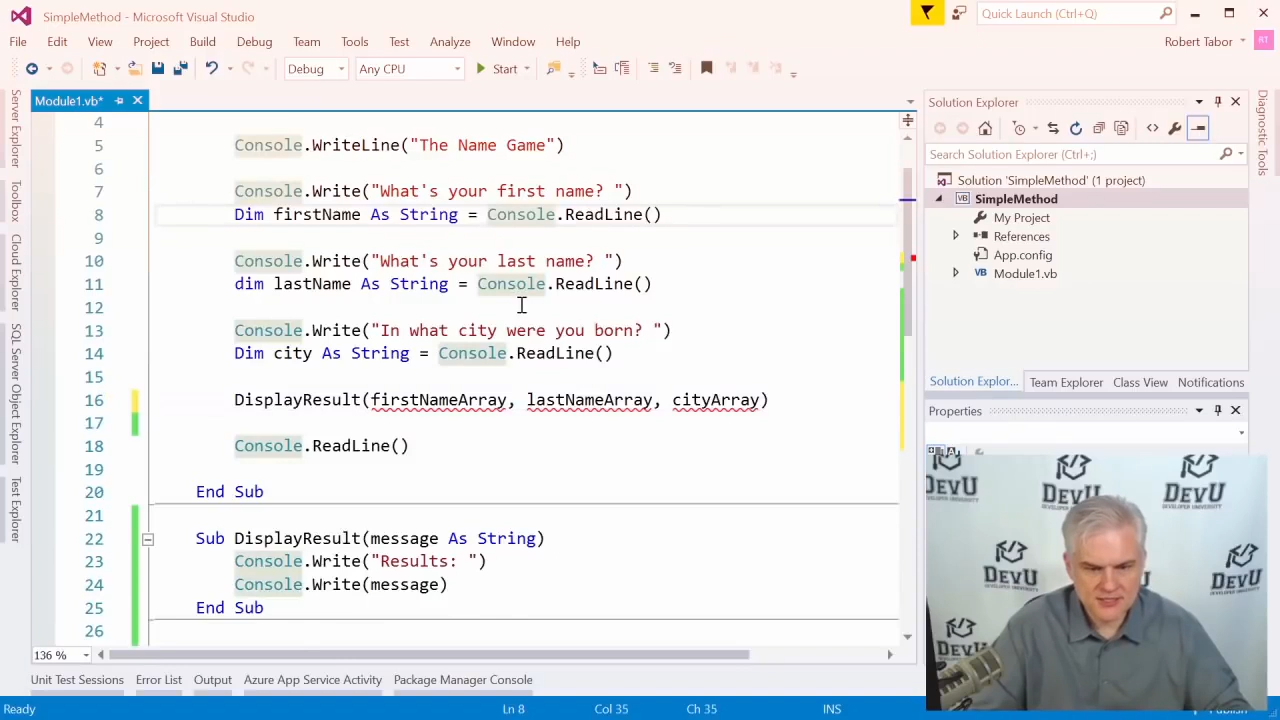 SimpleMethod - Microsoft Visual Studio
Quick Launch (Ctrl+Q)
File Edit View Project Build Debug Team Tools Test Analyze Window Help
Robert Tabor RT
Debug Any CPU Start
Server Explorer
Toolbox
Cloud Explorer
SQL Server Object Explorer
Test Explorer
Module1.vb*
4
5 Console.WriteLine("The Name Game")
6
7 Console.Write("What's your first name? ")
8 Dim firstName As String = Console.ReadLine()
9
10 Console.Write("What's your last name? ")
11 dim lastName As String = Console.ReadLine()
12
13 Console.Write("In what city were you born? ")
14 Dim city As String = Console.ReadLine()
15
16 DisplayResult(firstNameArray, lastNameArray, cityArray)
17
18 Console.ReadLine()
19
20 End Sub
21
22 Sub DisplayResult(message As String)
23 Console.Write("Results: ")
24 Console.Write(message)
25 End Sub
26
136 %
Solution Explorer
Search Solution Explorer (Ctrl+;)
Solution 'SimpleMethod' (1 project)
VB SimpleMethod
My Project
References
App.config
VB Module1.vb
Solution Explor... Team Explorer Class View Notifications
Properties
Diagnostic Tools
DevU
DEVELOPER UNIVERSITY
DevU
DevU
DevU
DevU
DevU
Unit Test Sessions Error List Output Azure App Service Activity Package Manager Console
Ready Ln 8 Col 35 Ch 35 INS Publish